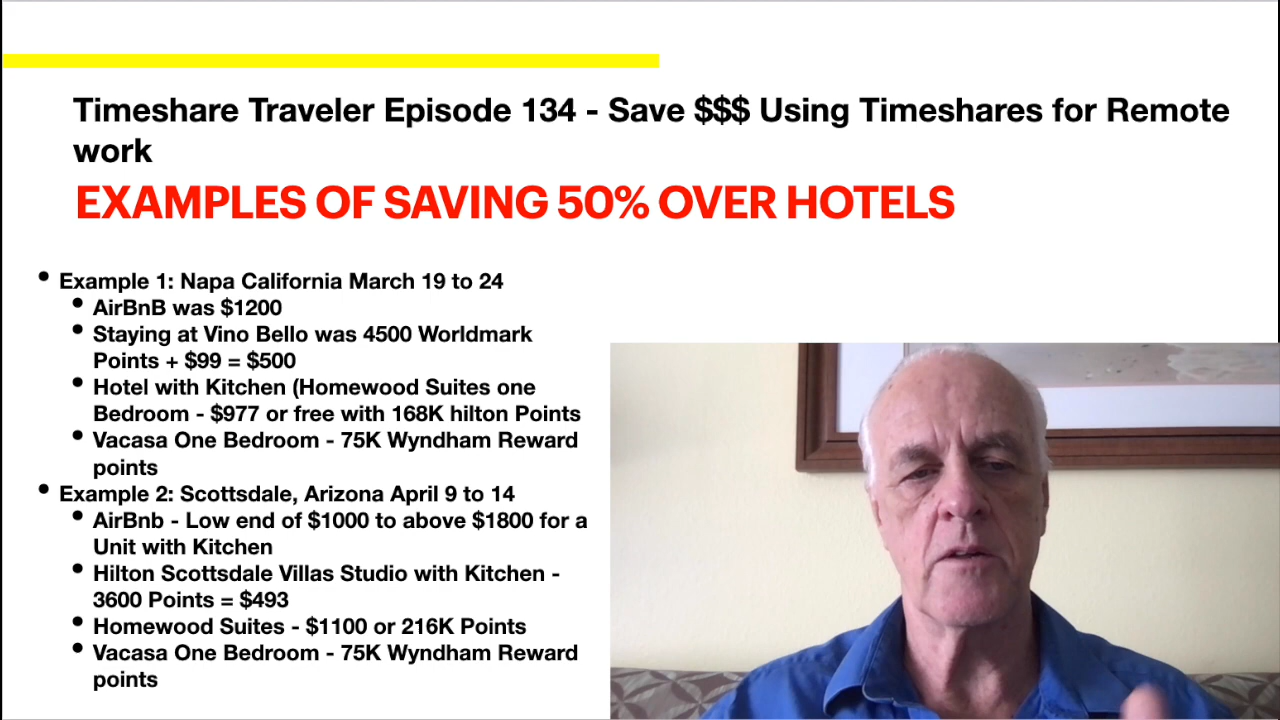 Timeshare Traveler Episode 134 - Save $$$ Using Timeshares for Remote
work
EXAMPLES OF SAVING 50% OVER HOTELS
• Example 1: Napa California March 19 to 24
• AirBnB was $1200
• Staying at Vino Bello was 4500 Worldmark
Points + $99 = $500
• Hotel with Kitchen (Homewood Suites one
Bedroom - $977 or free with 168K hilton Points
• Vacasa One Bedroom - 75K Wyndham Reward
points
• Example 2: Scottsdale, Arizona April 9 to 14
• AirBnb - Low end of $1000 to above $1800 for a
Unit with Kitchen
• Hilton Scottsdale Villas Studio with Kitchen -
3600 Points = $493
• Homewood Suites - $1100 or 216K Points
• Vacasa One Bedroom - 75K Wyndham Reward
points